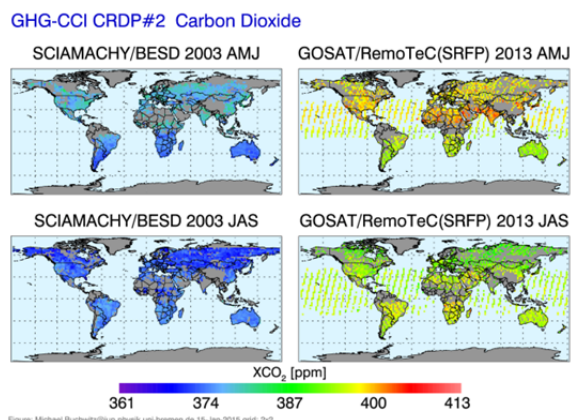 GHG-CCI CRDP#2 Carbon Dioxide
SCIAMACHY/BESD 2003 AMJ
GOSAT/RemoTeC(SRFP) 2013 AMJ
SCIAMACHY/BESD 2003 JAS
GOSAT/RemoTeC(SRFP) 2013 JAS
XCO₂ [ppm]
361 374 387 400 413